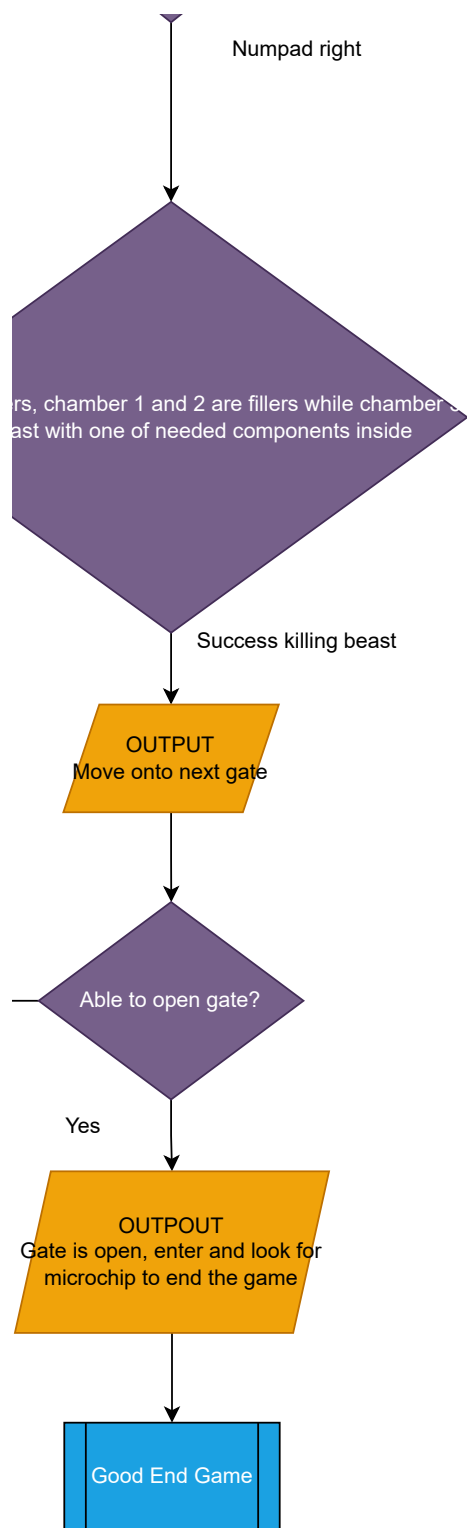 Numpad right
chamber 1 and 2 are fillers while chamber
with one of needed components inside
Success killing beast
OUTPUT
Move onto next gate
Able to open gate?
Yes
OUTPOUT
Gate is open, enter and look for
microchip to end the game
Good End Game